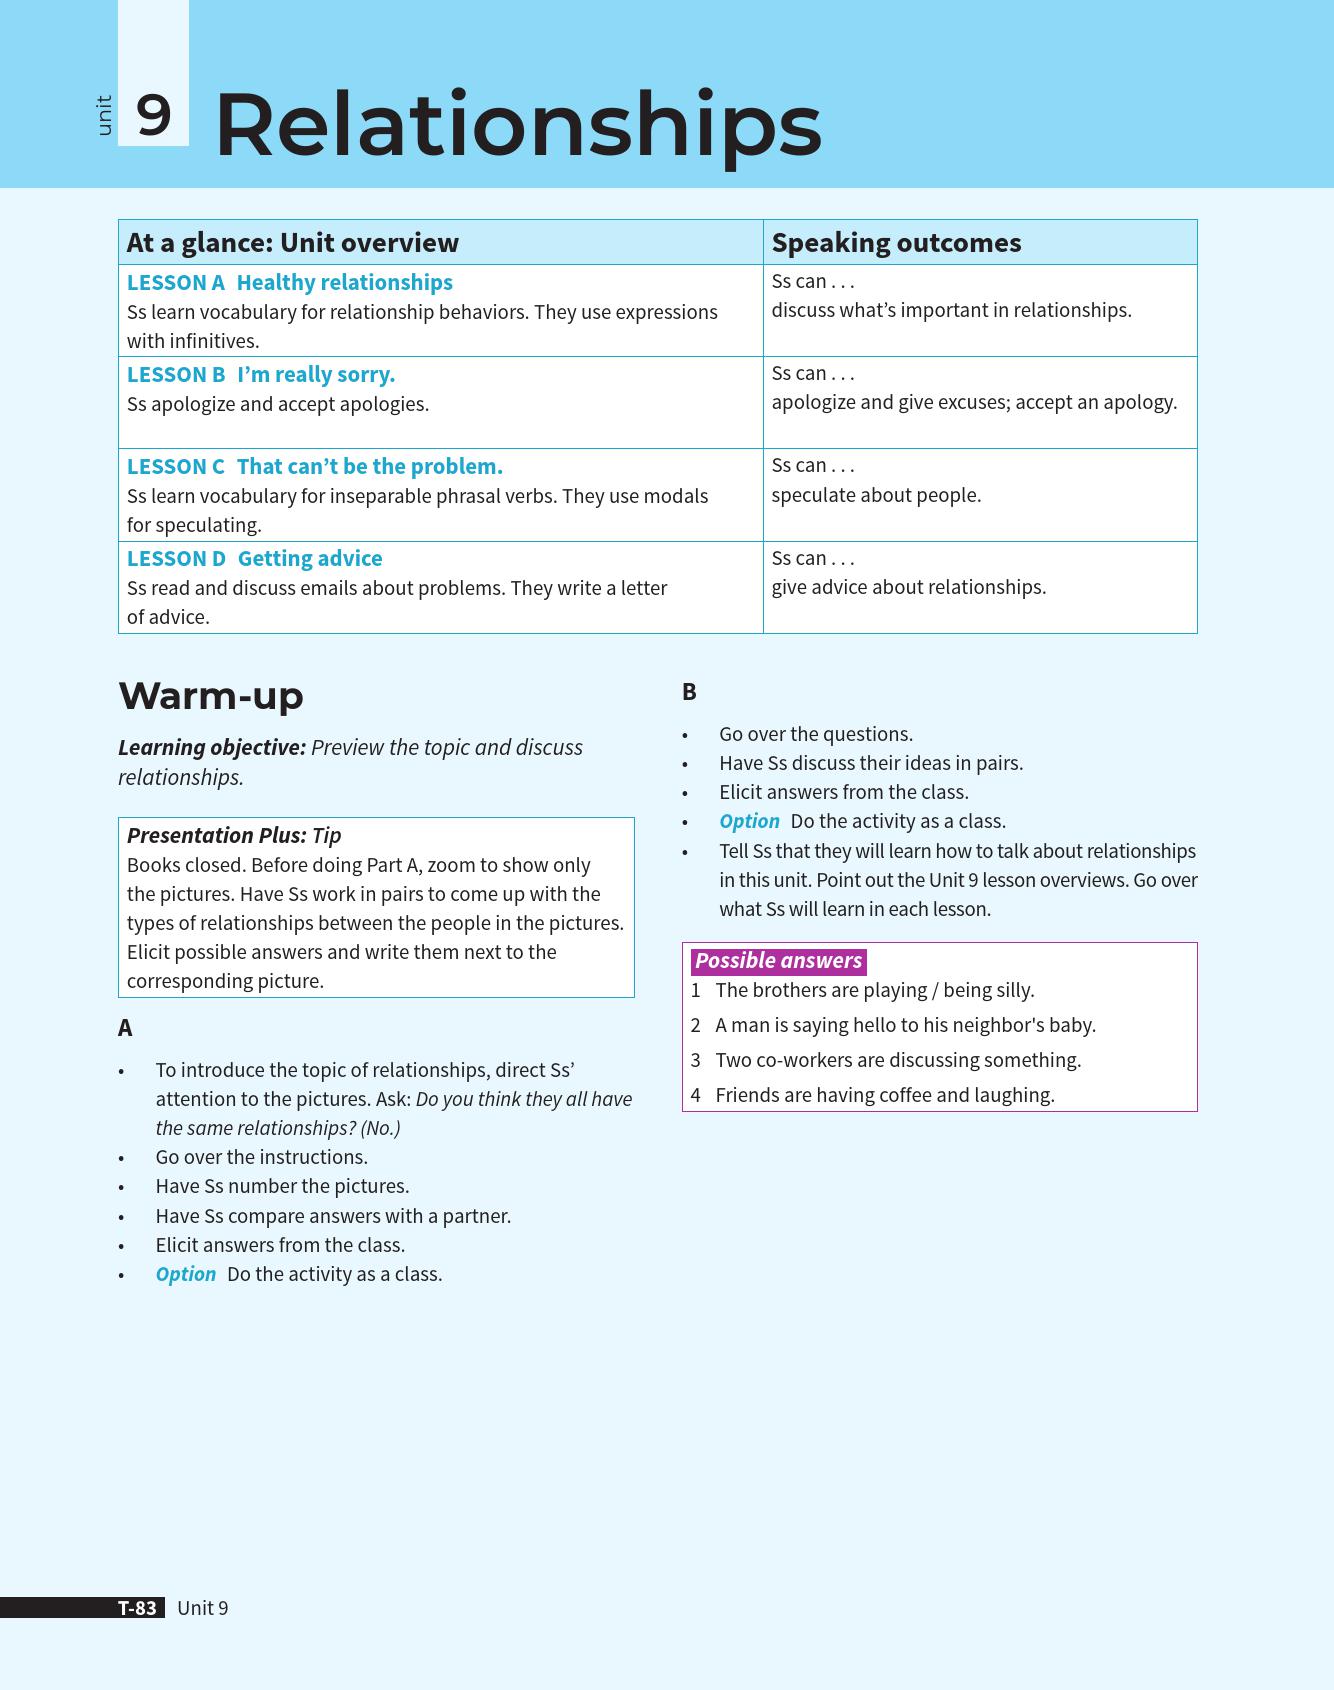 unit
9
Relationships
At a glance: Unit overview
Speaking outcomes
LESSON A Healthy relationships
Ss learn vocabulary for relationship behaviors. They use expressions
with infinitives.
Ss can . . .
discuss what’s important in relationships.
LESSON B I’m really sorry.
Ss apologize and accept apologies.
Ss can . . .
apologize and give excuses; accept an apology.
LESSON C That can’t be the problem.
Ss learn vocabulary for inseparable phrasal verbs. They use modals
for speculating.
Ss can . . .
speculate about people.
LESSON D Getting advice
Ss read and discuss emails about problems. They write a letter
of advice.
Ss can . . .
give advice about relationships.
Warm-up
Learning objective: Preview the topic and discuss
relationships.
Presentation Plus: Tip
Books closed. Before doing Part A, zoom to show only
the pictures. Have Ss work in pairs to come up with the
types of relationships between the people in the pictures.
Elicit possible answers and write them next to the
corresponding picture.
A
• To introduce the topic of relationships, direct Ss’
attention to the pictures. Ask: Do you think they all have
the same relationships? (No.)
• Go over the instructions.
• Have Ss number the pictures.
• Have Ss compare answers with a partner.
• Elicit answers from the class.
• Option Do the activity as a class.
B
• Go over the questions.
• Have Ss discuss their ideas in pairs.
• Elicit answers from the class.
• Option Do the activity as a class.
• Tell Ss that they will learn how to talk about relationships
in this unit. Point out the Unit 9 lesson overviews. Go over
what Ss will learn in each lesson.
Possible answers
1 The brothers are playing / being silly.
2 A man is saying hello to his neighbor's baby.
3 Two co-workers are discussing something.
4 Friends are having coffee and laughing.
T-83 Unit 9